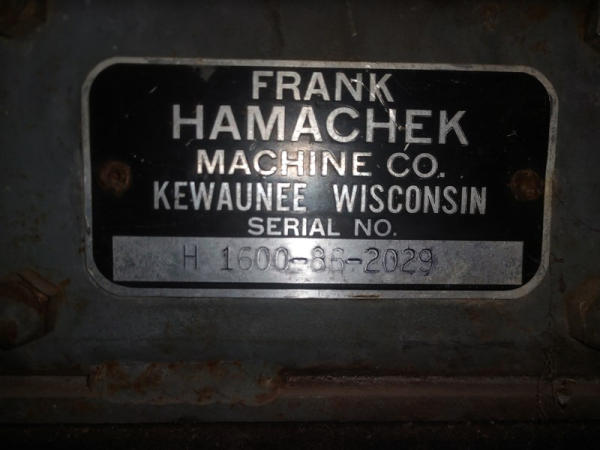 FRANK
HAMACHEK
MACHINE CO.
KEWAUNEE WISCONSIN
SERIAL NO.
H 1600-86-2029